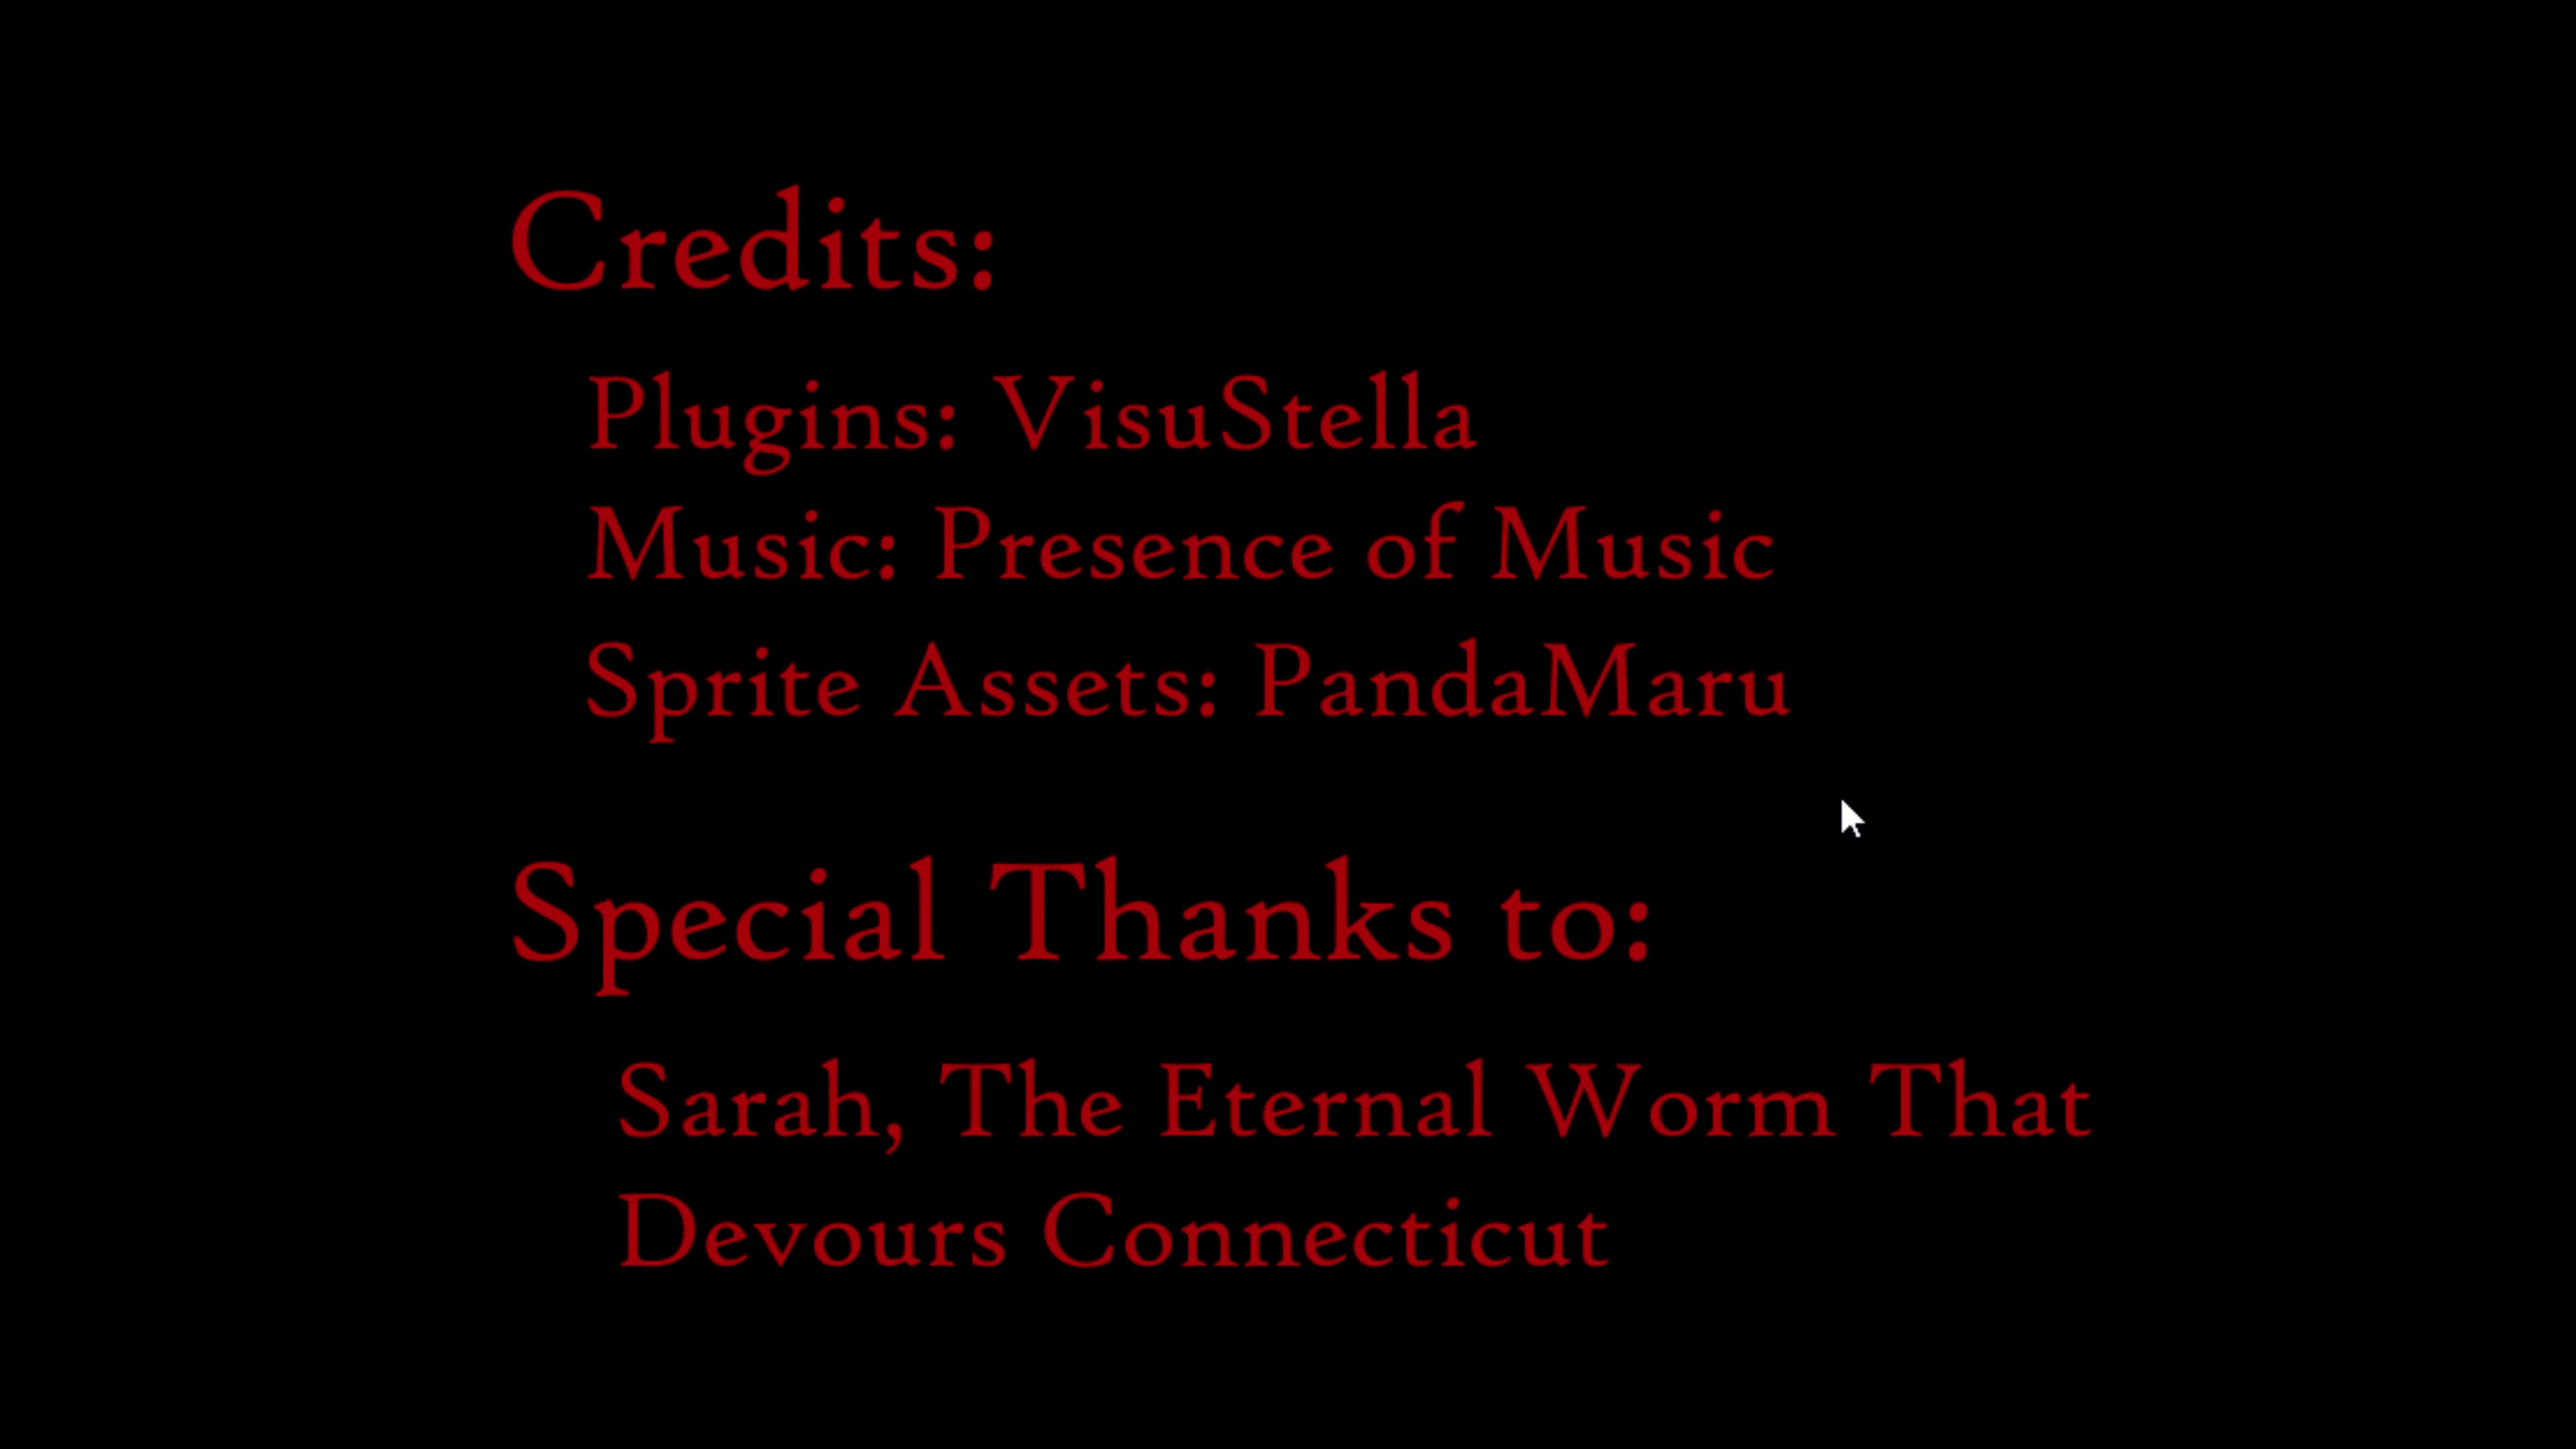 Credits:
Plugins: VisuStella
Music: Presence of Music
Sprite Assets: PandaMaru
Special Thanks to:
Sarah, The Eternal Worm That
Devours Connecticut